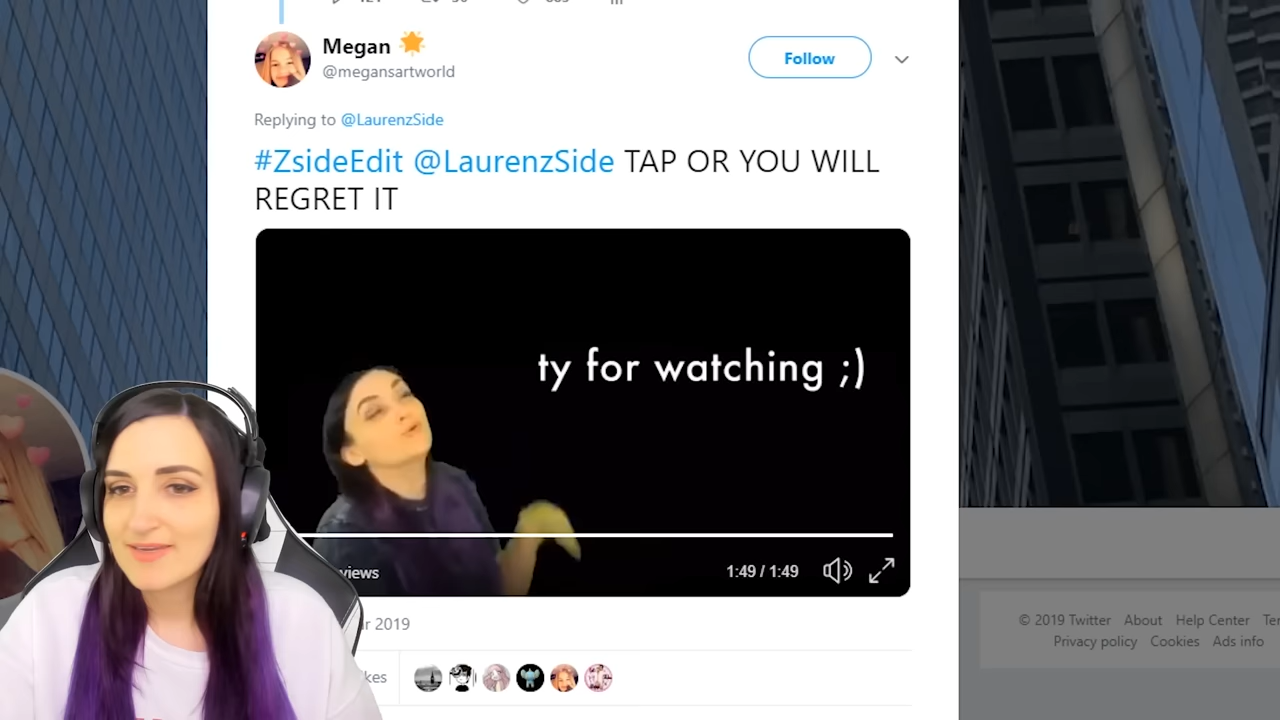 Megan
Follow
@megansartworld
Replying to @LaurenzSide
#ZsideEdit @LaurenzSide TAP OR YOU WILL
REGRET IT
ty for watching ;)
views
1:49 / 1:49
2019
© 2019 Twitter About Help Center
Privacy policy Cookies Ads info